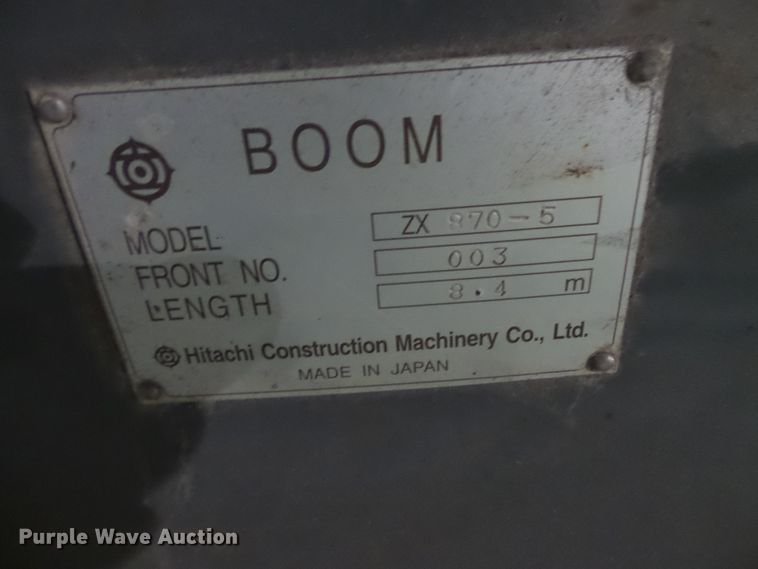 BOOM
MODEL ZX 870-5
FRONT NO. 003
LENGTH 8.4 m
Hitachi Construction Machinery Co., Ltd.
MADE IN JAPAN
Purple Wave Auction